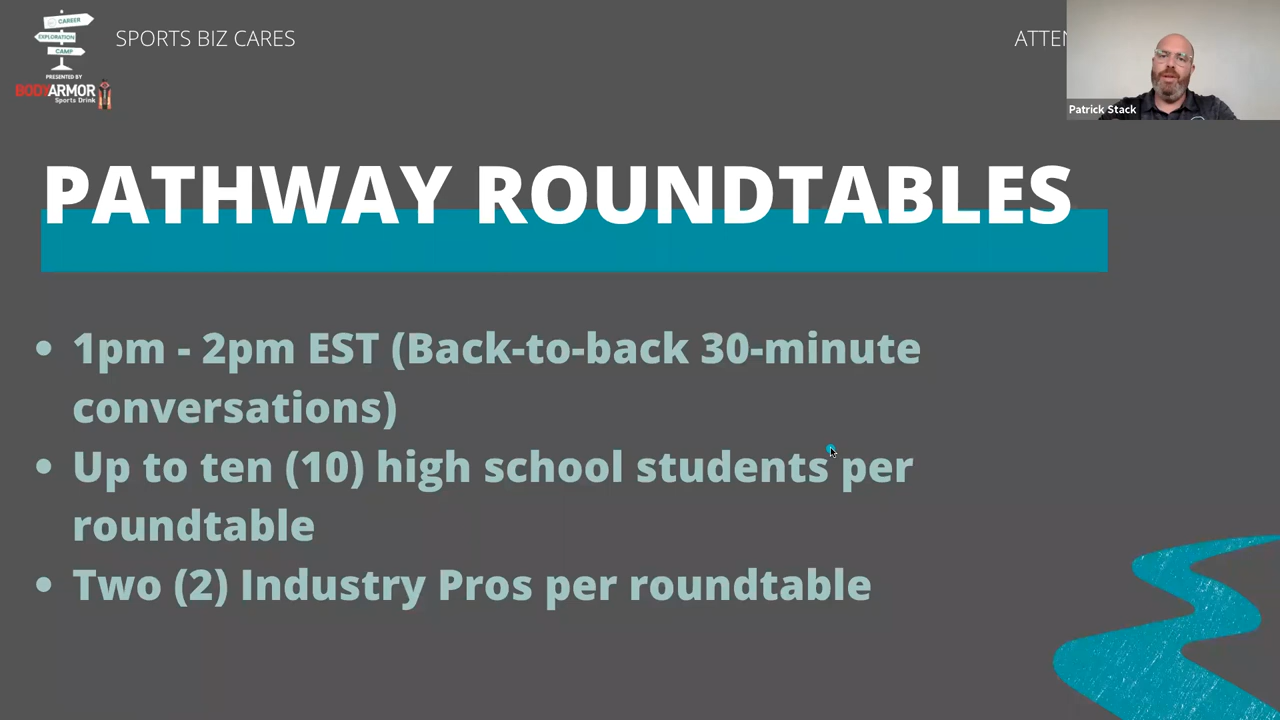 CAREER
EXPLORATION
CAMP
PRESENTED BY
BODYARMOR
Sports Drink
SPORTS BIZ CARES
Patrick Stack
PATHWAY ROUNDTABLES
• 1pm - 2pm EST (Back-to-back 30-minute
conversations)
• Up to ten (10) high school students per
roundtable
• Two (2) Industry Pros per roundtable